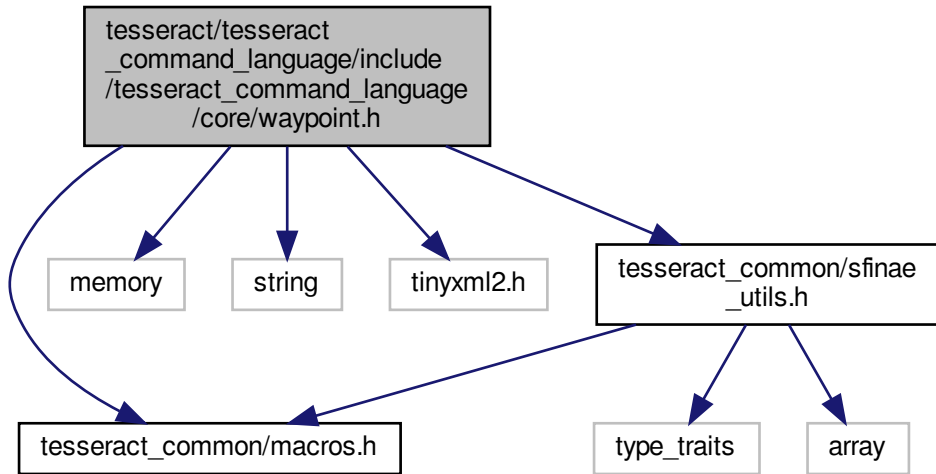 tesseract/tesseract
_command_language/include
/tesseract_command_language
/core/waypoint.h
memory
string
tinyxml2.h
tesseract_common/sfinae
_utils.h
tesseract_common/macros.h
type_traits
array